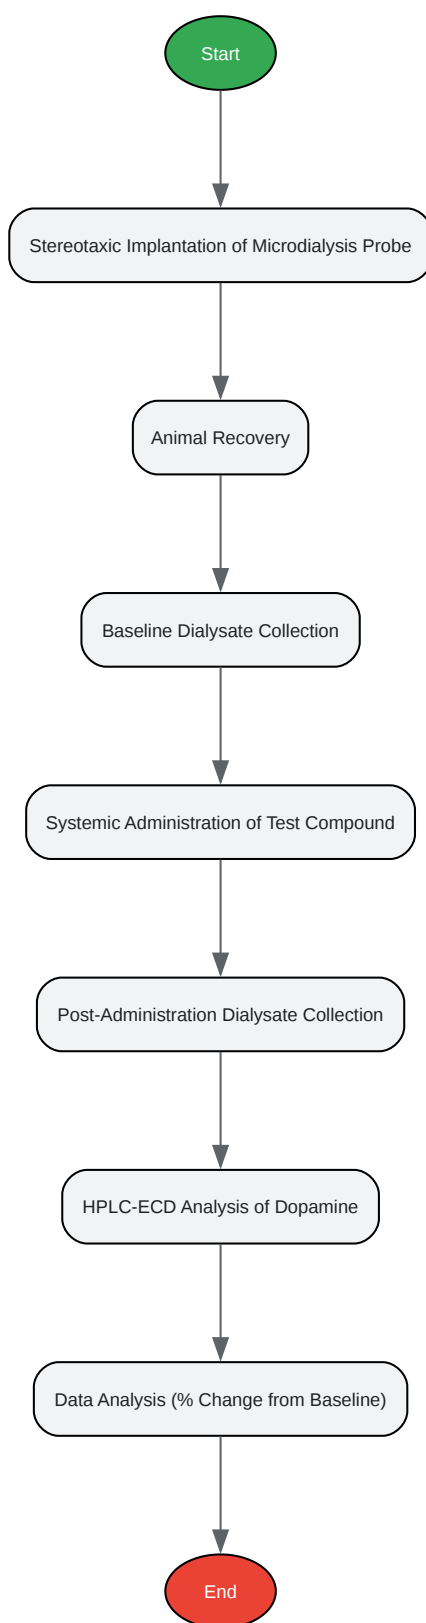 Start
Stereotaxic Implantation of Microdialysis Probe
Animal Recovery
Baseline Dialysate Collection
Systemic Administration of Test Compound
Post-Administration Dialysate Collection
HPLC-ECD Analysis of Dopamine
Data Analysis (% Change from Baseline)
End